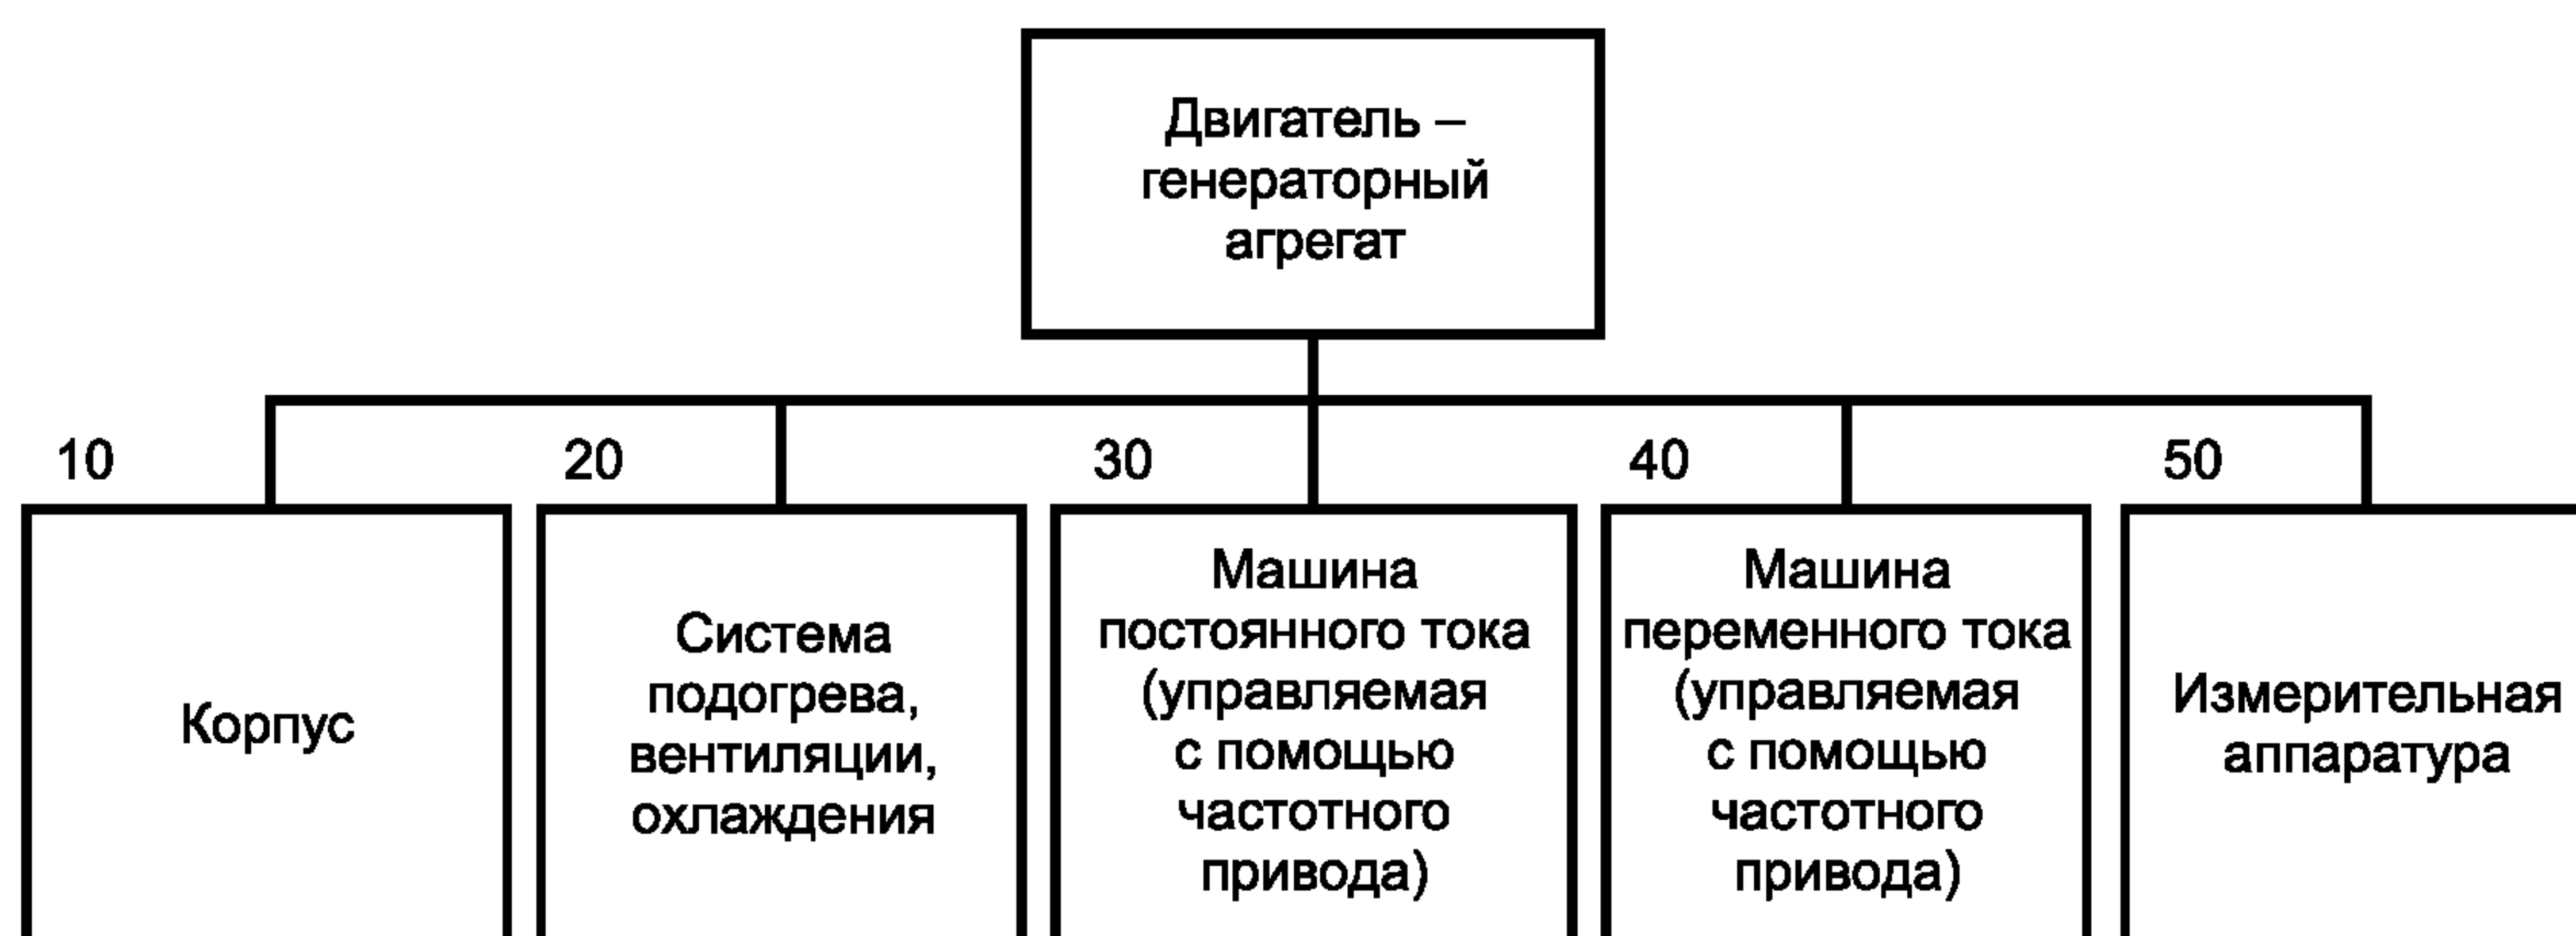 Двигатель –
генераторный
агрегат
10
20
30
40
50
Корпус
Система
подогрева,
вентиляции,
охлаждения
Машина
постоянного тока
(управляемая
с помощью
частотного
привода)
Машина
переменного тока
(управляемая
с помощью
частотного
привода)
Измерительная
аппаратура